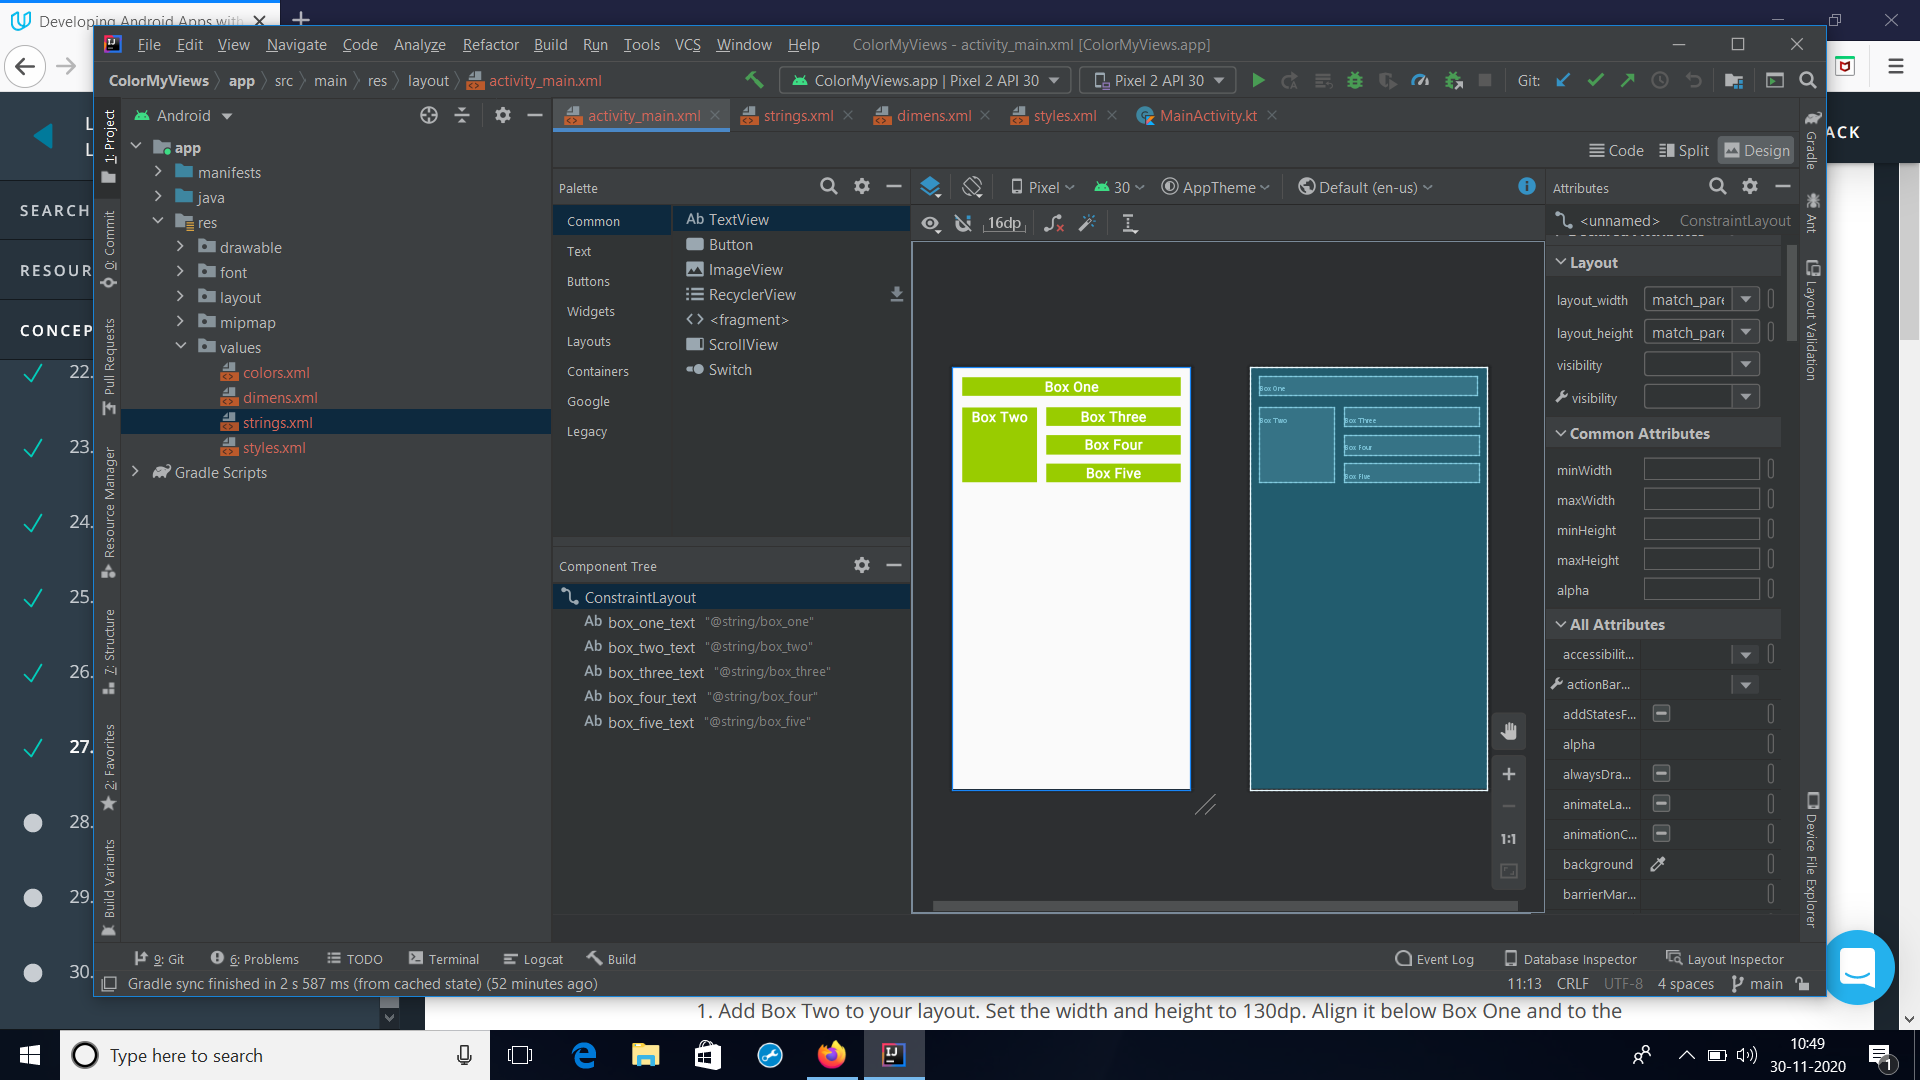 Developing Android Apps with
File Edit View Navigate Code Analyze Refactor Build Run Tools VCS Window Help ColorMyViews - activity_main.xml [ColorMyViews.app]
ColorMyViews app src main res layout activity_main.xml ColorMyViews.app | Pixel 2 API 30 Pixel 2 API 30 Git:
Android
activity_main.xml strings.xml dimens.xml styles.xml MainActivity.kt
ACK
Code Split Design
SEARCH
RESOUR
CONCEP
22.
23.
24.
25.
26.
27.
28.
29.
30.
1: Project
0: Commit
Pull Requests
Resource Manager
7: Structure
2: Favorites
Build Variants
app
manifests
java
res
drawable
font
layout
mipmap
values
colors.xml
dimens.xml
strings.xml
styles.xml
Gradle Scripts
Palette
Common
Text
Buttons
Widgets
Layouts
Containers
Google
Legacy
Ab TextView
Button
ImageView
RecyclerView
<fragment>
ScrollView
Switch
Component Tree
ConstraintLayout
Ab box_one_text "@string/box_one"
Ab box_two_text "@string/box_two"
Ab box_three_text "@string/box_three"
Ab box_four_text "@string/box_four"
Ab box_five_text "@string/box_five"
Pixel 30 AppTheme Default (en-us)
16dp
Box One
Box Two Box Three
Box Four
Box Five
Box One
Box Two Box Three
Box Four
Box Five
1:1
Attributes
<unnamed> ConstraintLayout
Declared Attributes
Layout
layout_width match_pare
layout_height match_pare
visibility
visibility
Common Attributes
minWidth
maxWidth
minHeight
maxHeight
alpha
All Attributes
accessibilit...
actionBar...
addStatesF...
alpha
alwaysDra...
animateLa...
animationC...
background
barrierMar...
Gradle
Ant
Layout Validation
Device File Explorer
9: Git 6: Problems TODO Terminal Logcat Build Event Log Database Inspector Layout Inspector
Gradle sync finished in 2 s 587 ms (from cached state) (52 minutes ago) 11:13 CRLF UTF-8 4 spaces main
1. Add Box Two to your layout. Set the width and height to 130dp. Align it below Box One and to the
Type here to search
10:49
30-11-2020
1